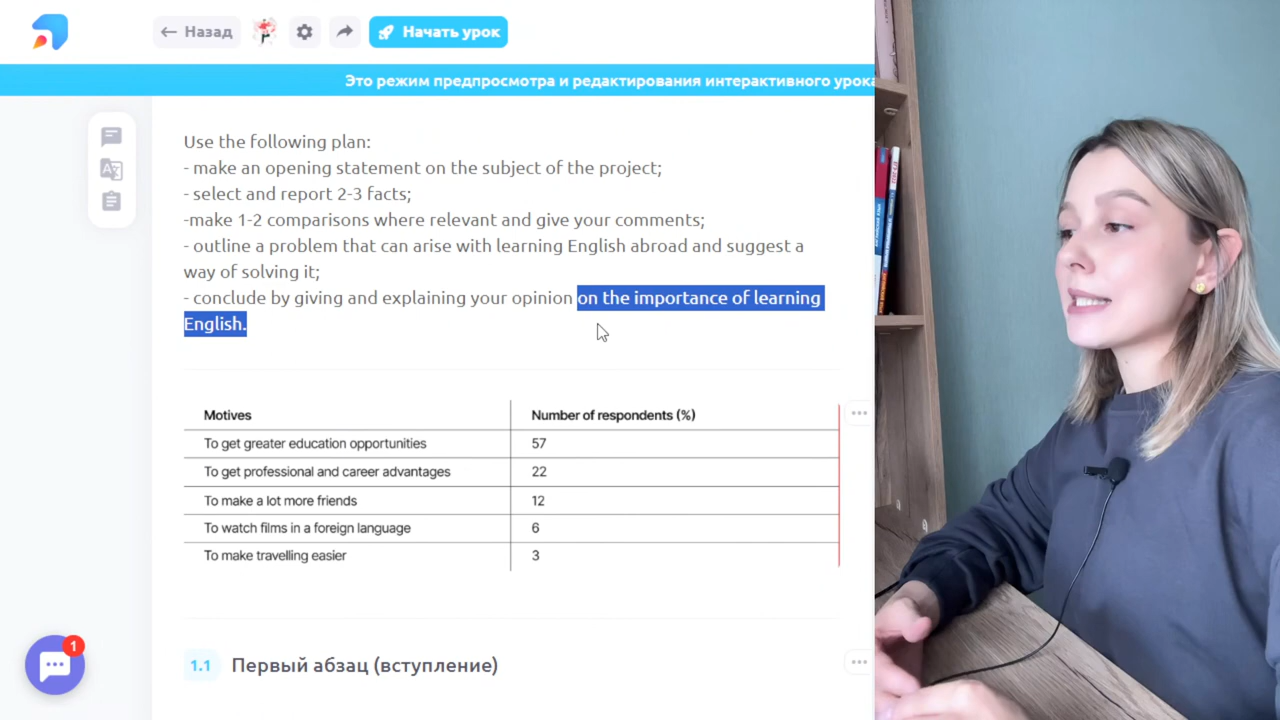 Назад
Начать урок
Это режим предпросмотра и редактирования интерактивного урока
Use the following plan:
- make an opening statement on the subject of the project;
- select and report 2-3 facts;
-make 1-2 comparisons where relevant and give your comments;
- outline a problem that can arise with learning English abroad and suggest a
way of solving it;
- conclude by giving and explaining your opinion on the importance of learning
English.
Motives Number of respondents (%)
To get greater education opportunities 57
To get professional and career advantages 22
To make a lot more friends 12
To watch films in a foreign language 6
To make travelling easier 3
1
1.1 Первый абзац (вступление)